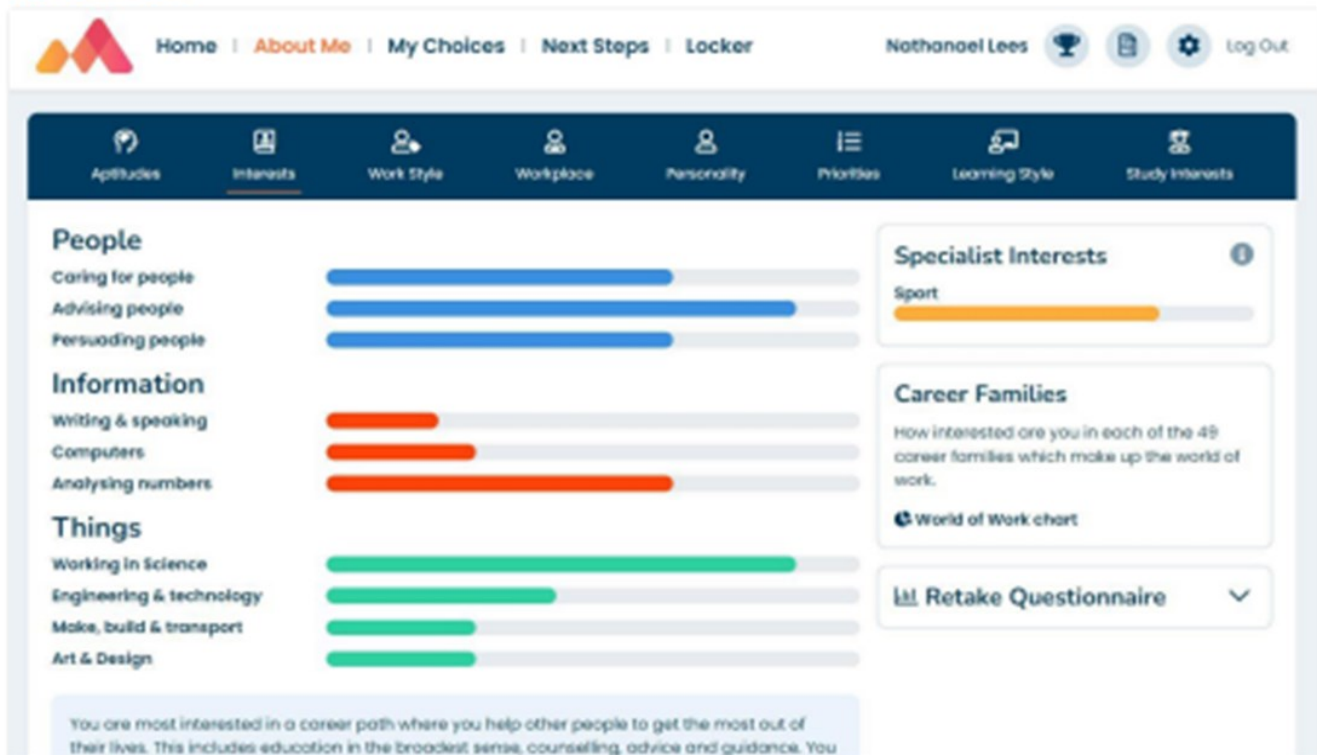 Home | About Me | My Choices | Next Steps | Locker
Nathanael Lees
Log Out
Aptitudes
Interests
Work Style
Workplace
Personality
Priorities
Learning Style
Study Interests
People
Caring for people
Advising people
Persuading people
Information
Writing & speaking
Computers
Analysing numbers
Things
Working in Science
Engineering & technology
Make, build & transport
Art & Design
You are most interested in a career path where you help other people to get the most out of
their lives. This includes education in the broadest sense, counselling, advice and guidance. You
Specialist Interests
Sport
Career Families
How interested are you in each of the 49
career families which make up the world of
work.
World of Work chart
Retake Questionnaire